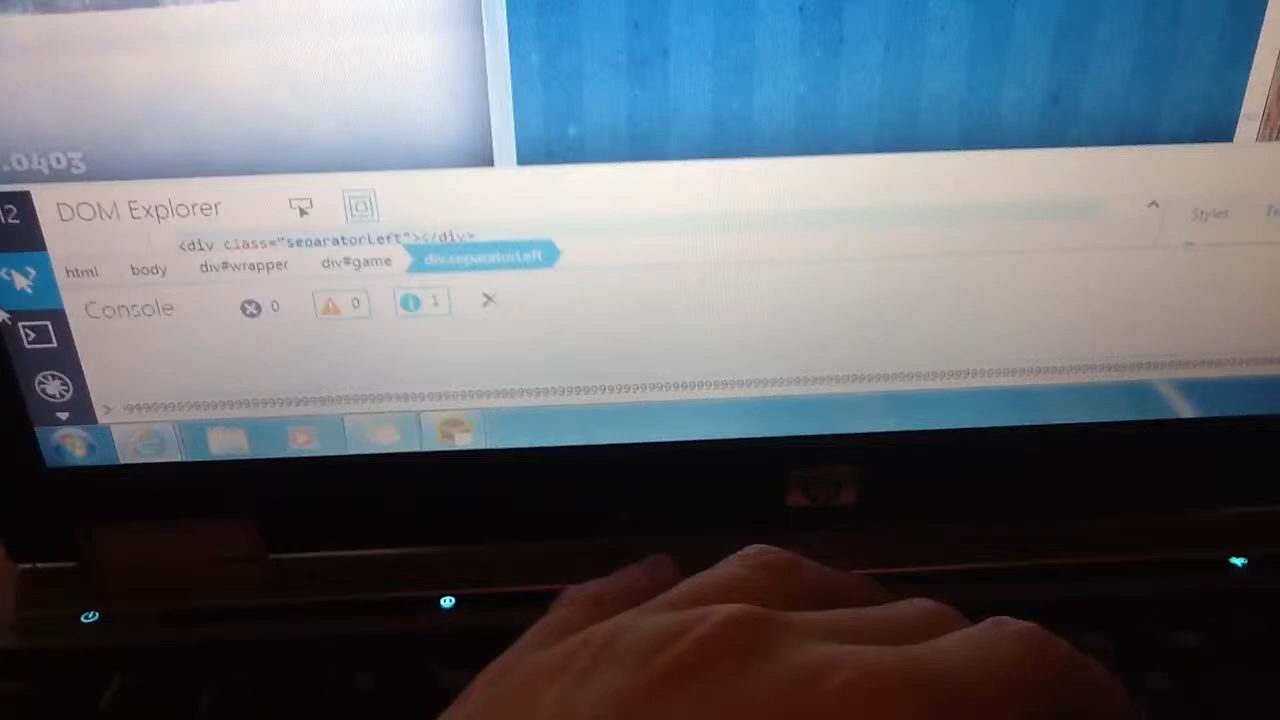 .0403
12
DOM Explorer
Styles
<div class="separatorLeft"></div>
html body div#wrapper div#game div.separatorLeft
Console 0 0 1